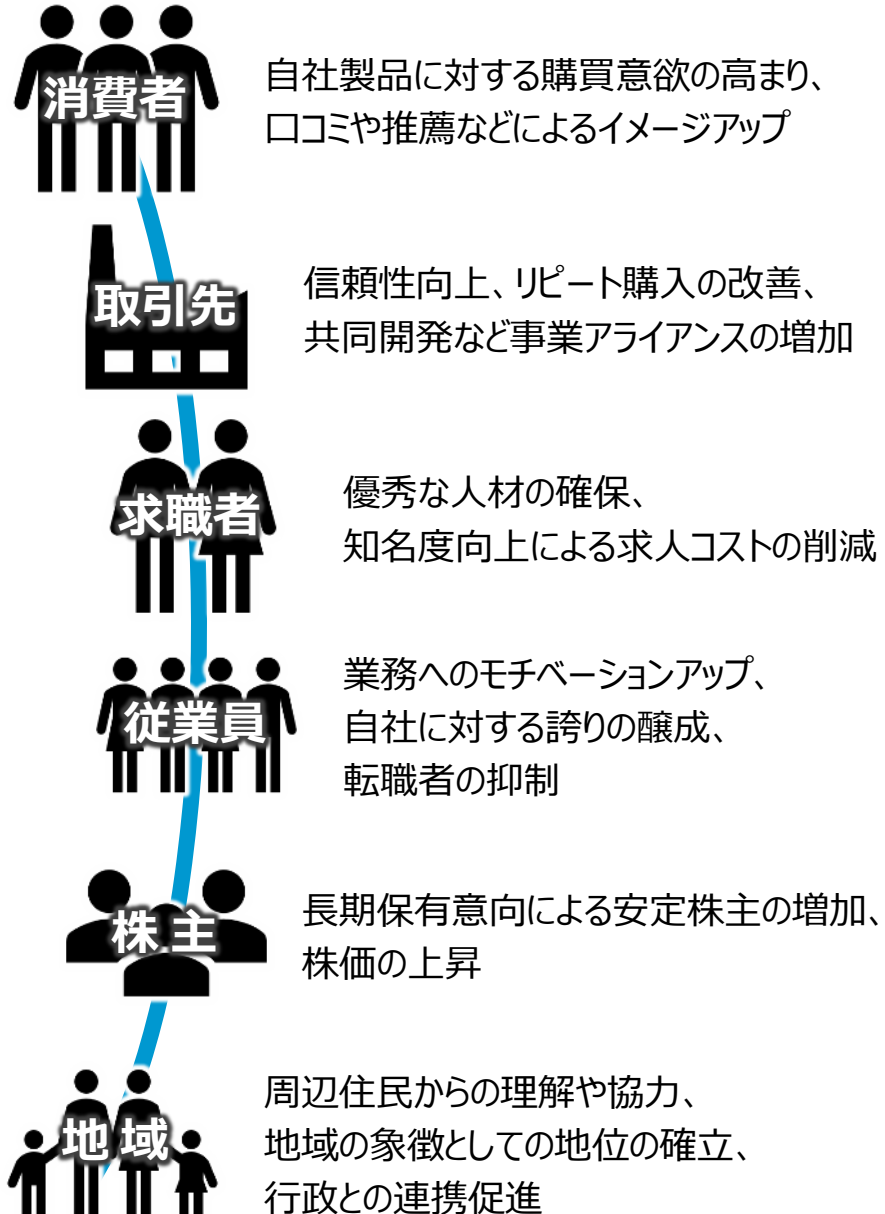 消費者
自社製品に対する購買意欲の高まり、
口コミや推薦などによるイメージアップ
取引先
信頼性向上、リピート購入の改善、
共同開発など事業アライアンスの増加
求職者
優秀な人材の確保、
知名度向上による求人コストの削減
従業員
業務へのモチベーションアップ、
自社に対する誇りの醸成、
転職者の抑制
株主
長期保有意向による安定株主の増加、
株価の上昇
地域
周辺住民からの理解や協力、
地域の象徴としての地位の確立、
行政との連携促進